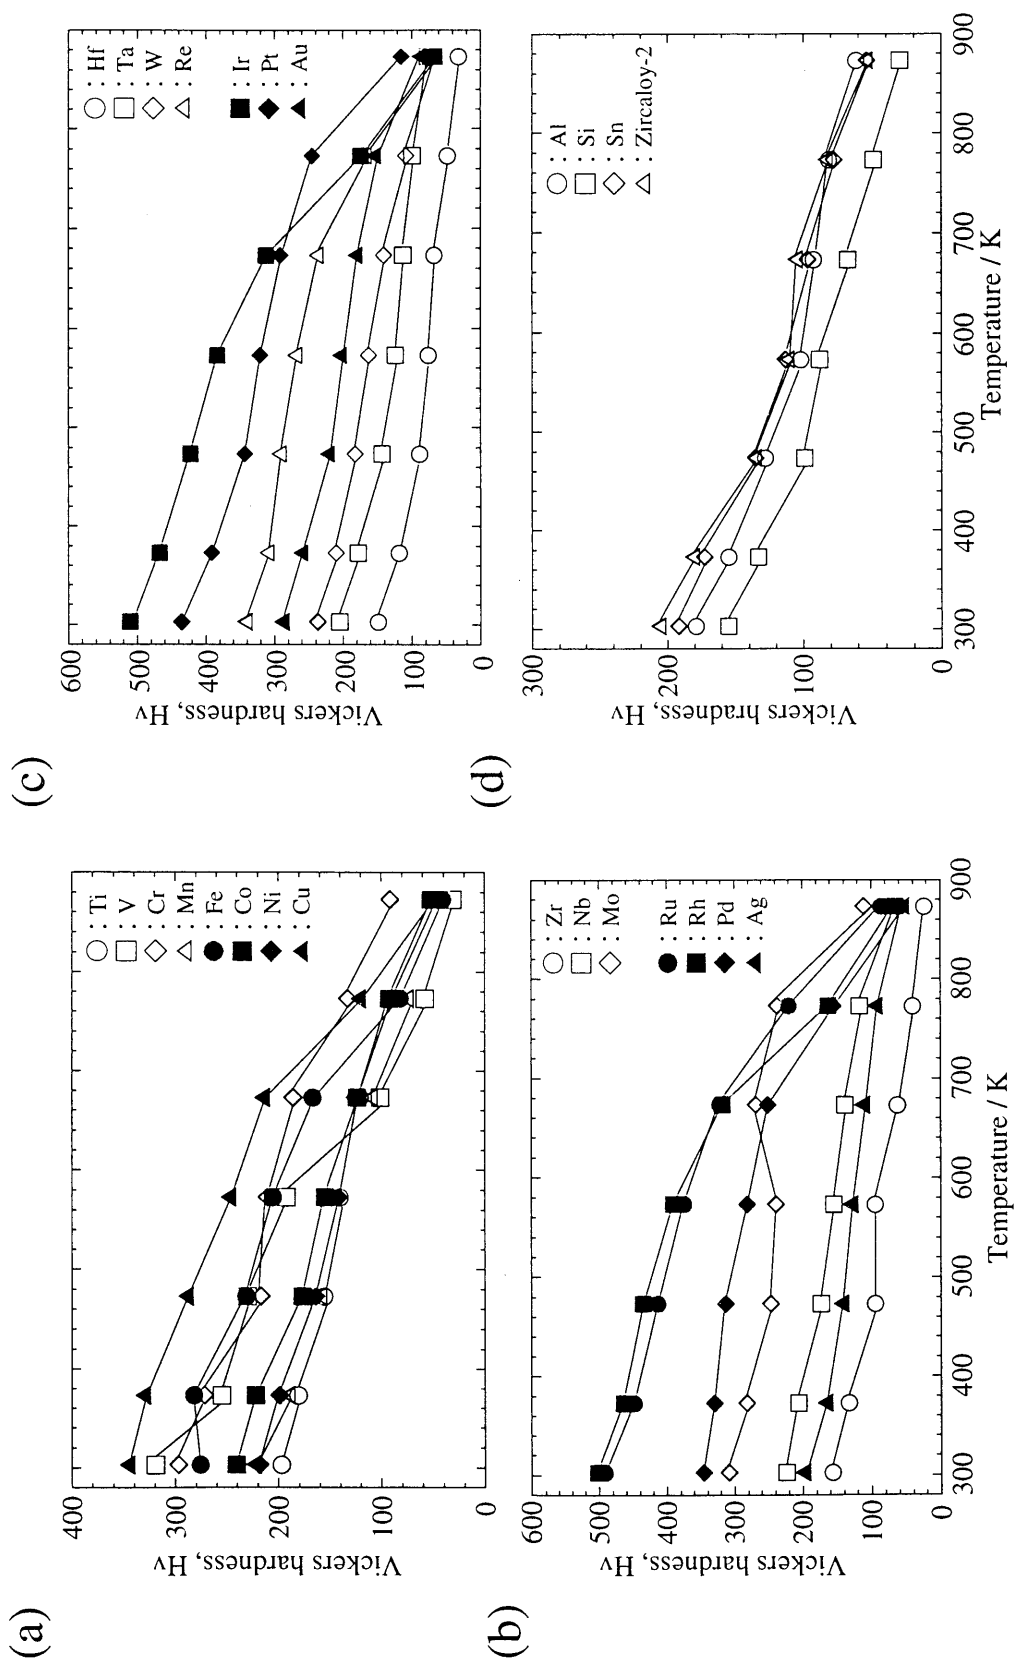 (a)
Vickers hardness, Hv
400
300
200
100
0
: Ti
: V
: Cr
: Mn
: Fe
: Co
: Ni
: Cu
(c)
Vickers hardness, Hv
600
500
400
300
200
100
0
: Hf
: Ta
: W
: Re
: Ir
: Pt
: Au
(b)
Vickers hardness, Hv
600
500
400
300
200
100
0
: Zr
: Nb
: Mo
: Ru
: Rh
: Pd
: Ag
300 400 500 600 700 800 900
Temperature / K
(d)
Vickers hradness, Hv
300
200
100
0
: Al
: Si
: Sn
: Zircaloy-2
300 400 500 600 700 800 900
Temperature / K